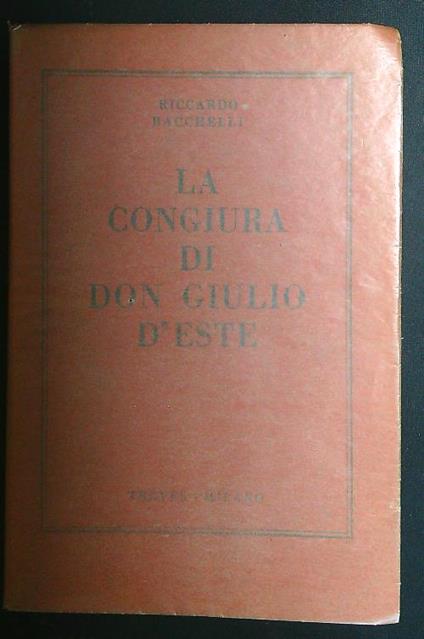 RICCARDO
BACCHELLI
LA
CONGIURA
DI
DON GIULIO
D'ESTE
TREVES - MILANO